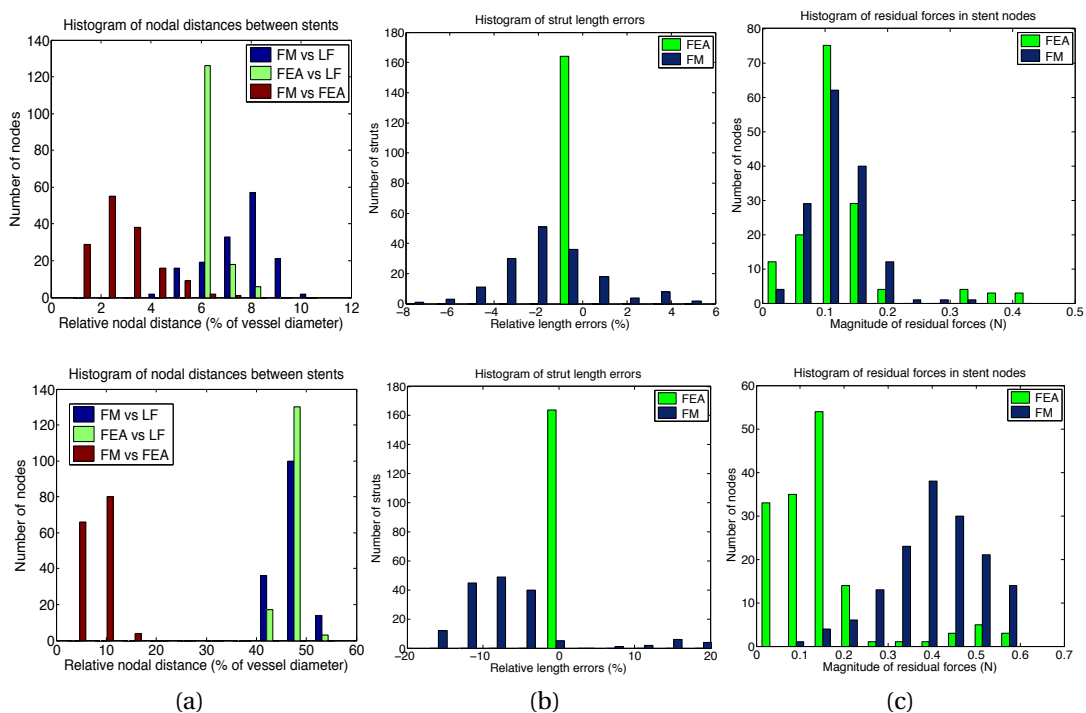 Histogram of nodal distances between stents
140
120
100
80
60
40
20
0
Number of nodes
FM vs LF
FEA vs LF
FM vs FEA
2 4 6 8 10 12
Relative nodal distance (% of vessel diameter)
Histogram of strut length errors
180
160
140
120
100
80
60
40
20
0
Number of struts
FEA
FM
−8 −6 −4 −2 0 2 4 6
Relative length errors (%)
Histogram of residual forces in stent nodes
80
70
60
50
40
30
20
10
0
Number of nodes
FEA
FM
0 0.1 0.2 0.3 0.4 0.5
Magnitude of residual forces (N)
Histogram of nodal distances between stents
140
120
100
80
60
40
20
0
Number of nodes
FM vs LF
FEA vs LF
FM vs FEA
0 10 20 30 40 50 60
Relative nodal distance (% of vessel diameter)
Histogram of strut length errors
180
160
140
120
100
80
60
40
20
0
Number of struts
FEA
FM
−20 −10 0 10 20
Relative length errors (%)
Histogram of residual forces in stent nodes
60
50
40
30
20
10
0
Number of nodes
FEA
FM
0 0.1 0.2 0.3 0.4 0.5 0.6 0.7
Magnitude of residual forces (N)
(a)
(b)
(c)